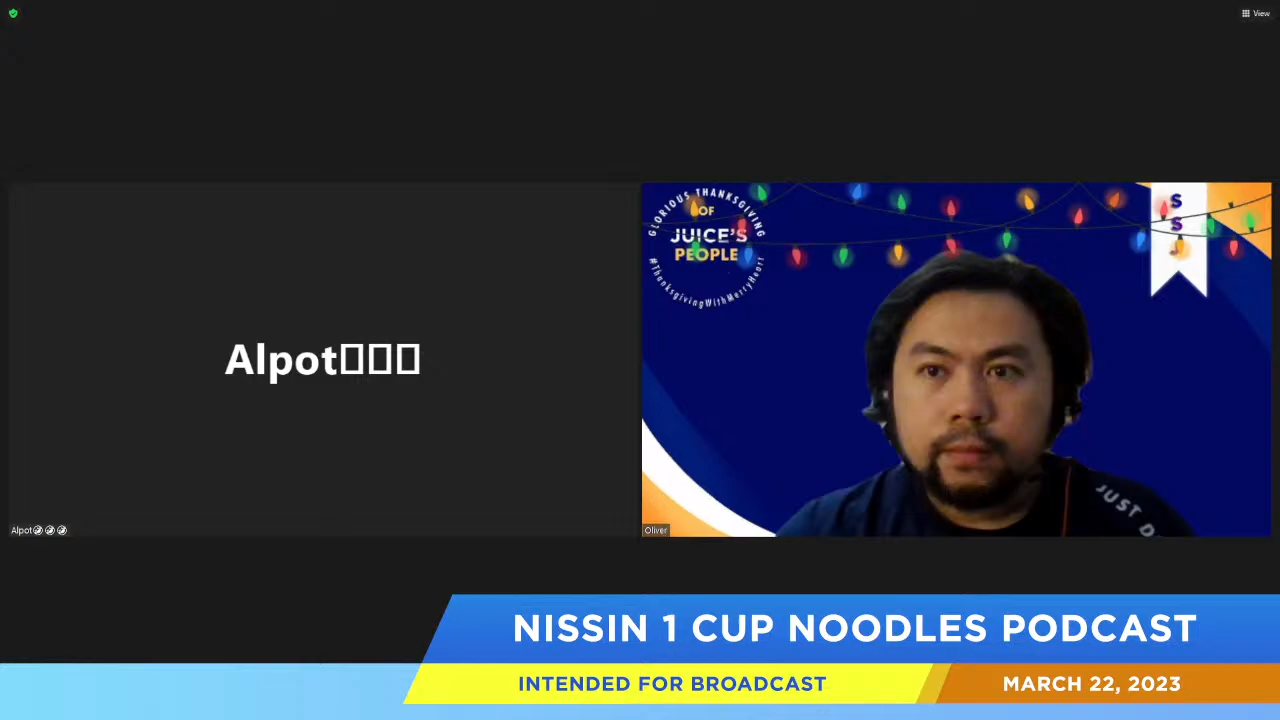 View
GLORIOUS THANKSGIVING
OF
JUICE'S
PEOPLE
#ThanksgivingWithMerryHeart
S
S
J
Alpot
JUST D
Alpot
Oliver
NISSIN 1 CUP NOODLES PODCAST
INTENDED FOR BROADCAST
MARCH 22, 2023